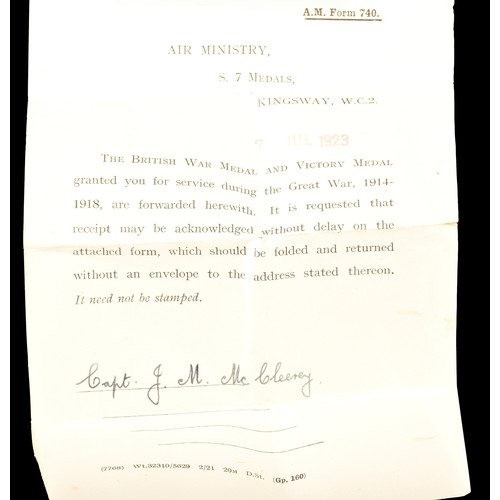 A.M. Form 740.
AIR MINISTRY,
S. 7 MEDALS,
KINGSWAY, W.C.2.
7 JUL 1923
THE BRITISH WAR MEDAL AND VICTORY MEDAL
granted you for service during the Great War, 1914-
1918, are forwarded herewith. It is requested that
receipt may be acknowledged without delay on the
attached form, which should be folded and returned
without an envelope to the address stated thereon.
It need not be stamped.
Capt. J. M. McCleerey.
(7766) Wt.32310/5629 2/21 20M D.St. (Gp. 160)